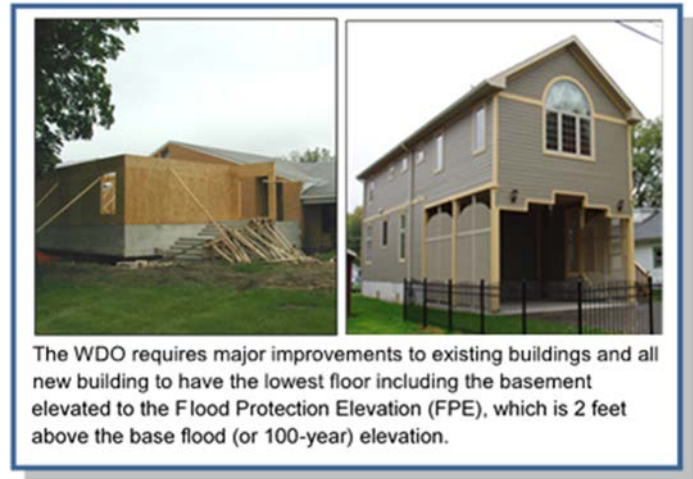 The WDO requires major improvements to existing buildings and all
new building to have the lowest floor including the basement
elevated to the Flood Protection Elevation (FPE), which is 2 feet
above the base flood (or 100-year) elevation.